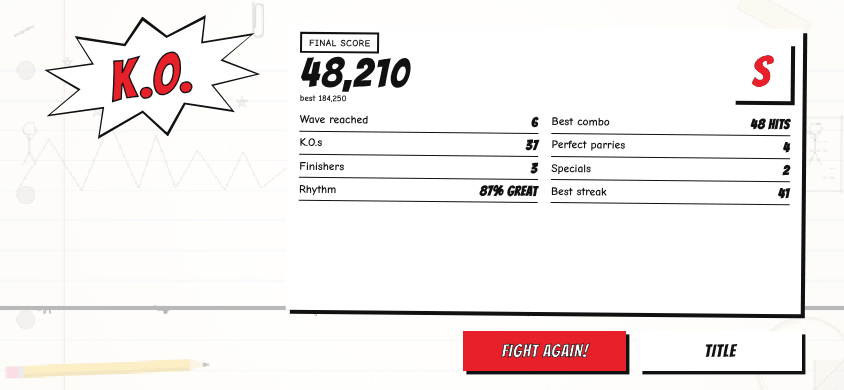 K.O.
FINAL SCORE
48,210
best 184,250
S
Wave reached 6
K.O.s 37
Finishers 3
Rhythm 87% GREAT
Best combo 48 HITS
Perfect parries 4
Specials 2
Best streak 41
FIGHT AGAIN!
TITLE